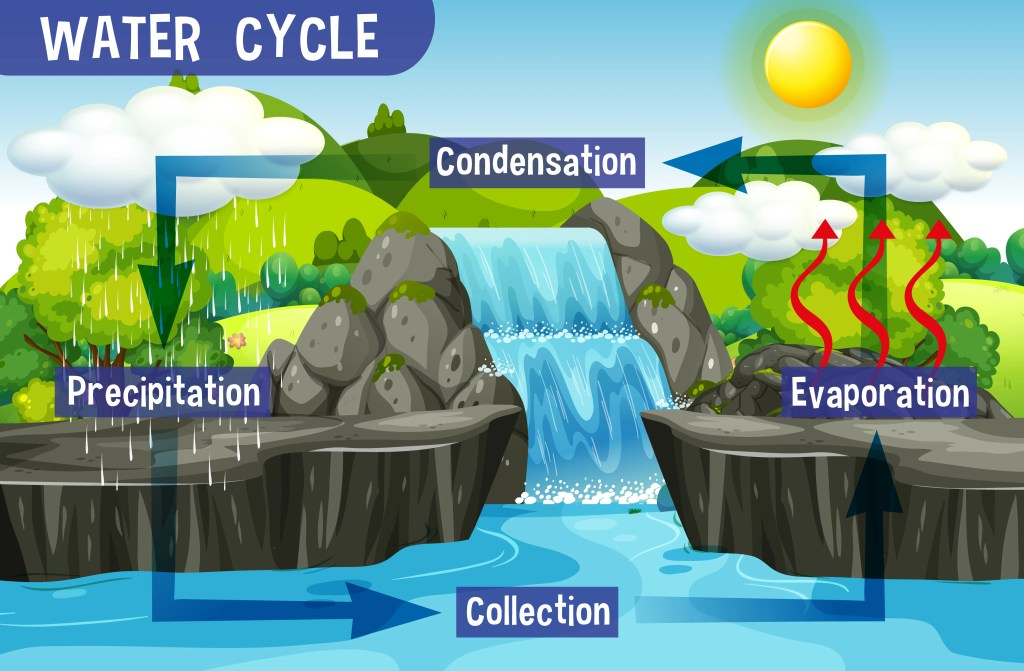 WATER CYCLE
Condensation
Precipitation
Evaporation
Collection